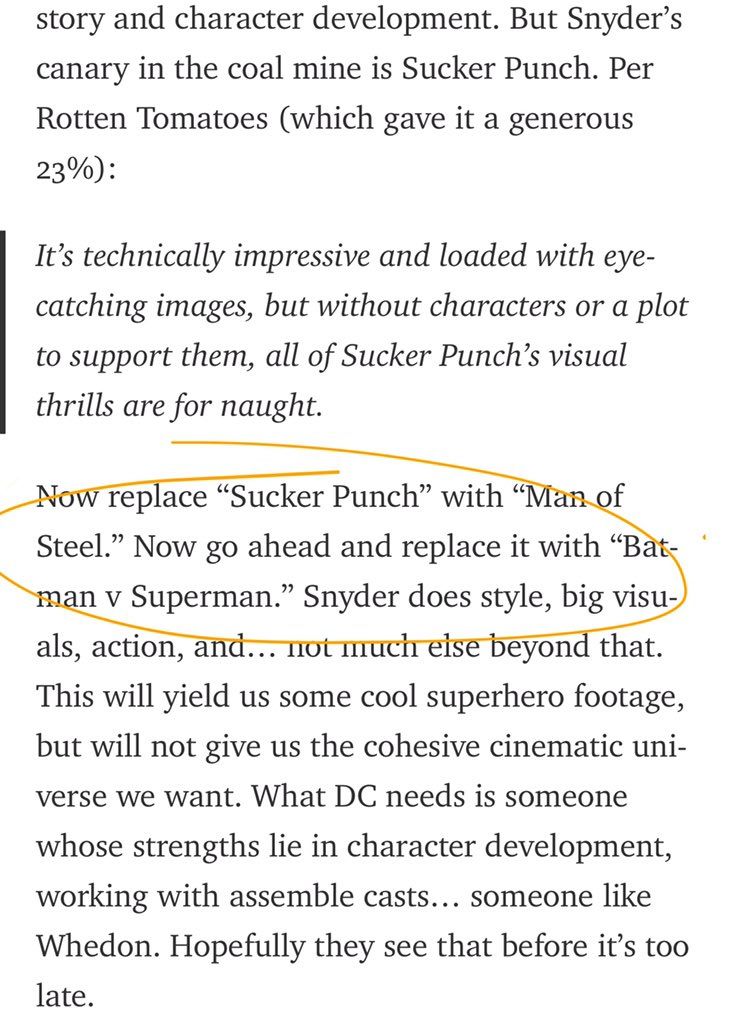 story and character development. But Snyder’s
canary in the coal mine is Sucker Punch. Per
Rotten Tomatoes (which gave it a generous
23%):
It’s technically impressive and loaded with eye-
catching images, but without characters or a plot
to support them, all of Sucker Punch’s visual
thrills are for naught.
Now replace “Sucker Punch” with “Man of
Steel.” Now go ahead and replace it with “Bat-
man v Superman.” Snyder does style, big visu-
als, action, and… not much else beyond that.
This will yield us some cool superhero footage,
but will not give us the cohesive cinematic uni-
verse we want. What DC needs is someone
whose strengths lie in character development,
working with assemble casts… someone like
Whedon. Hopefully they see that before it’s too
late.